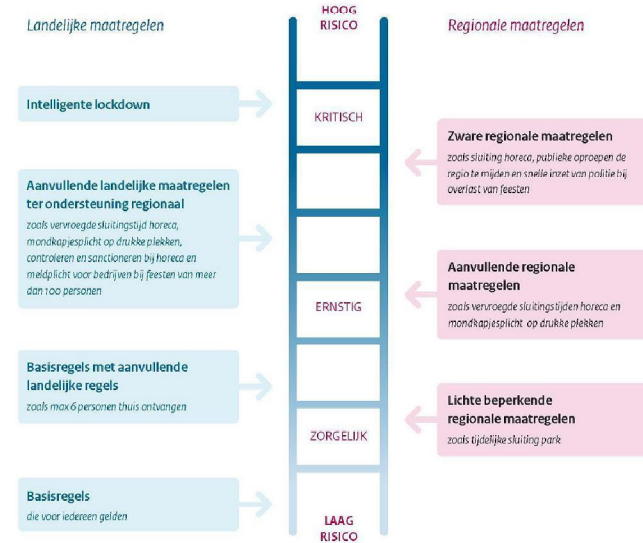 Landelijke maatregelen
HOOG
RISICO
Regionale maatregelen
Intelligente lockdown
KRITISCH
Zware regionale maatregelen
zoals sluiting horeca, publieke oproepen de
regio te mijden en snelle inzet van politie bij
overlast van feesten
Aanvullende landelijke maatregelen
ter ondersteuning regionaal
zoals vervroegde sluitingstijd horeca,
mondkapjesplicht op drukke plekken,
controleren en sanctioneren bij horeca en
meldplicht voor bedrijven bij feesten van meer
dan 100 personen
Aanvullende regionale
maatregelen
zoals vervroegde sluitingstijden horeca en
mondkapjesplicht op drukke plekken
ERNSTIG
Basisregels met aanvullende
landelijke regels
zoals max 6 personen thuis ontvangen
Lichte beperkende
regionale maatregelen
zoals tijdelijke sluiting park
ZORGELIJK
Basisregels
die voor iedereen gelden
LAAG
RISICO